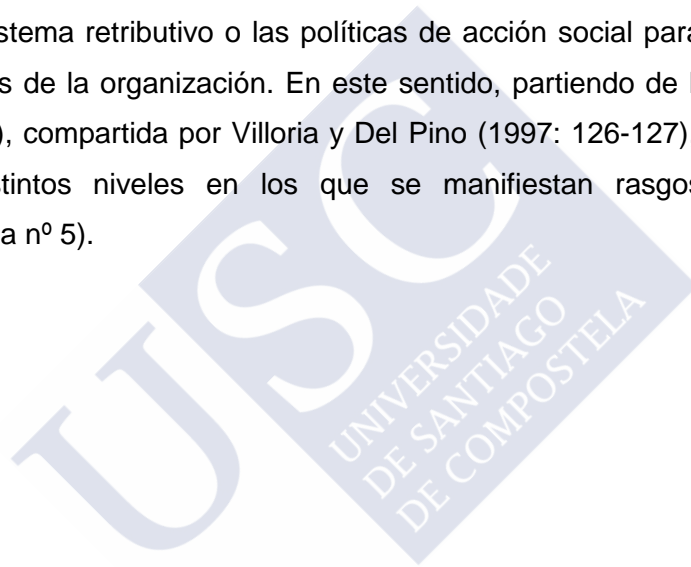 stema retributivo o las políticas de acción social para
s de la organización. En este sentido, partiendo de
), compartida por Villoria y Del Pino (1997: 126-127)
stintos niveles en los que se manifiestan rasgos
a nº 5).
USC
UNIVERSIDADE
DE SANTIAGO
DE COMPOSTELA